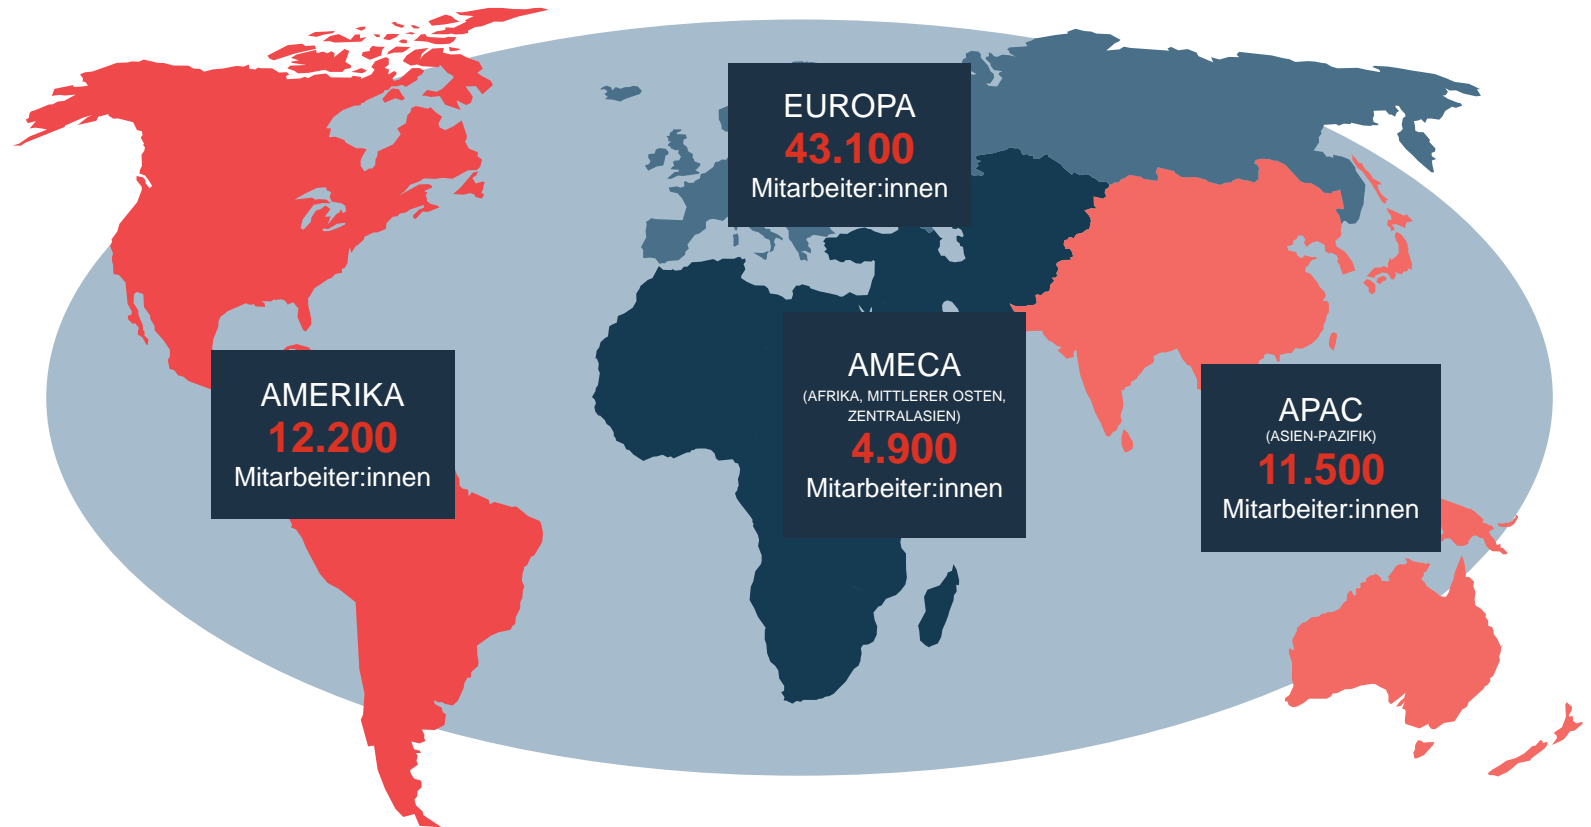 EUROPA
43.100
Mitarbeiter:innen
AMERIKA
12.200
Mitarbeiter:innen
AMECA
(AFRIKA, MITTLERER OSTEN,
ZENTRALASIEN)
4.900
Mitarbeiter:innen
APAC
(ASIEN-PAZIFIK)
11.500
Mitarbeiter:innen